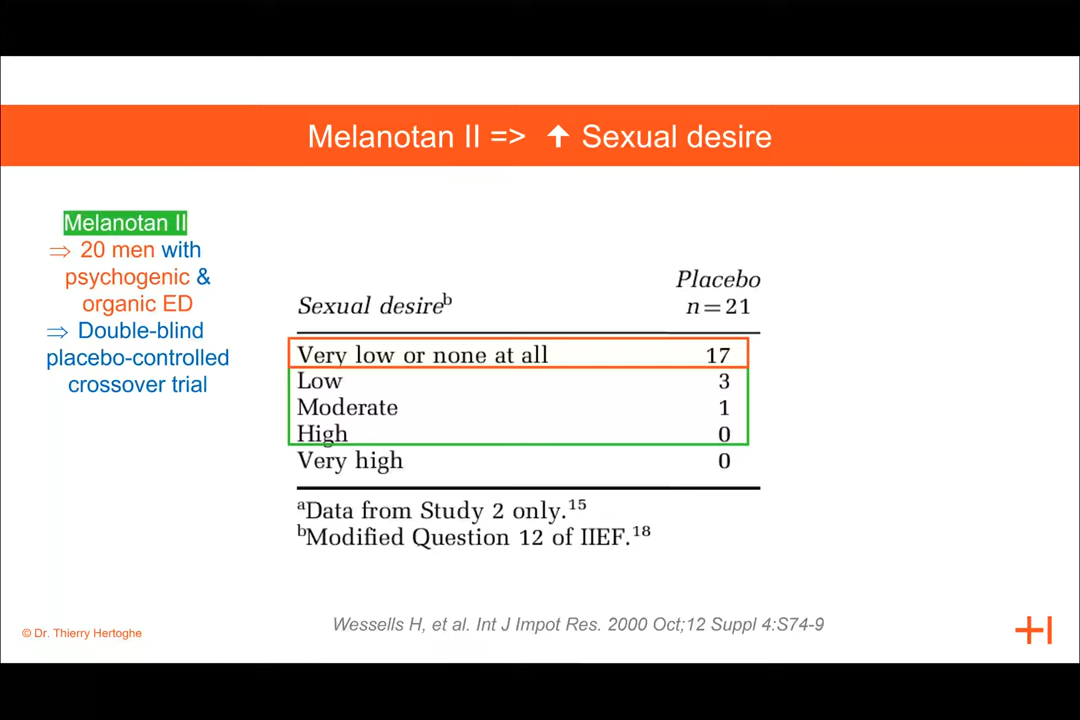 Melanotan II => ↑ Sexual desire
Melanotan II
⇒ 20 men with
psychogenic &
organic ED
⇒ Double-blind
placebo-controlled
crossover trial
Placebo
Sexual desireb n=21
Very low or none at all 17
Low 3
Moderate 1
High 0
Very high 0
aData from Study 2 only.15
bModified Question 12 of IIEF.18
Wessells H, et al. Int J Impot Res. 2000 Oct;12 Suppl 4:S74-9
© Dr. Thierry Hertoghe